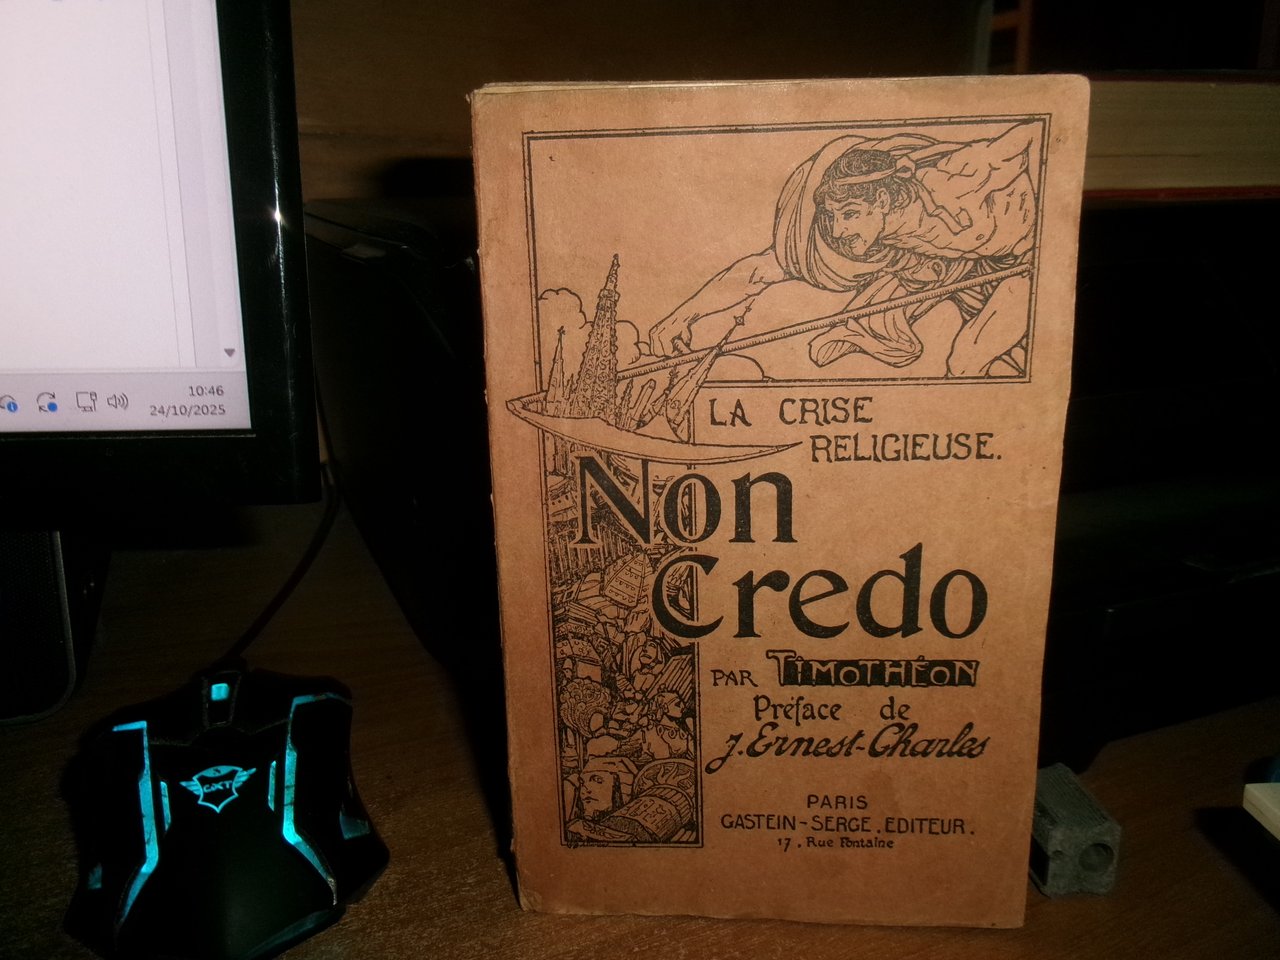 10:46
24/10/2025
GXT
LA CRISE
RELIGIEUSE.
Non
Credo
PAR TIMOTHÉON
Préface de
J. Ernest-Charles
PARIS
GASTEIN-SERGE. EDITEUR.
17, Rue Fontaine